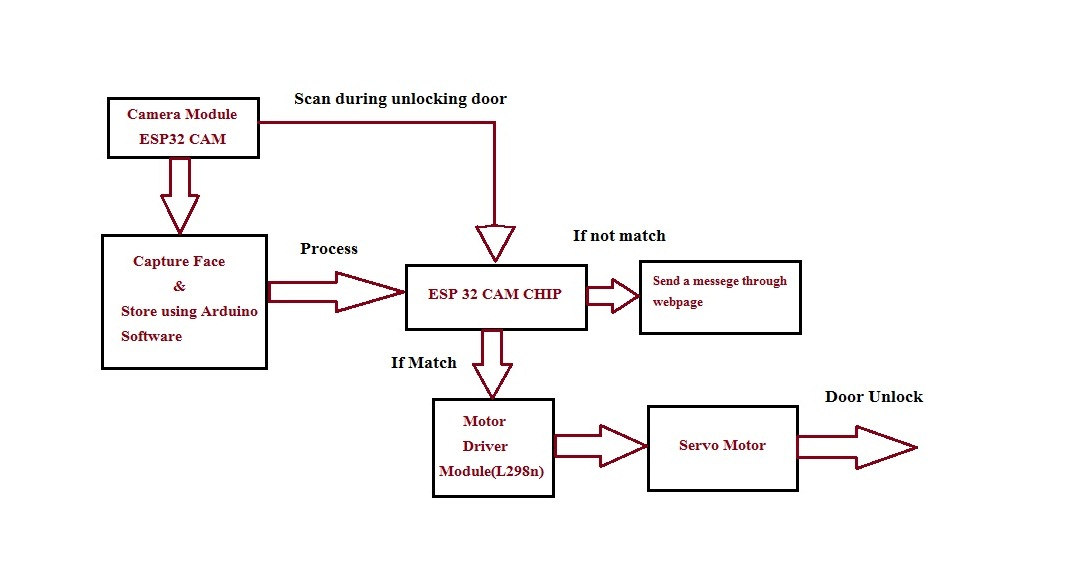 Scan during unlocking door
Camera Module
ESP32 CAM
Capture Face
&
Store using Arduino
Software
Process
ESP 32 CAM CHIP
If not match
Send a messege through
webpage
If Match
Motor
Driver
Module(L298n)
Servo Motor
Door Unlock